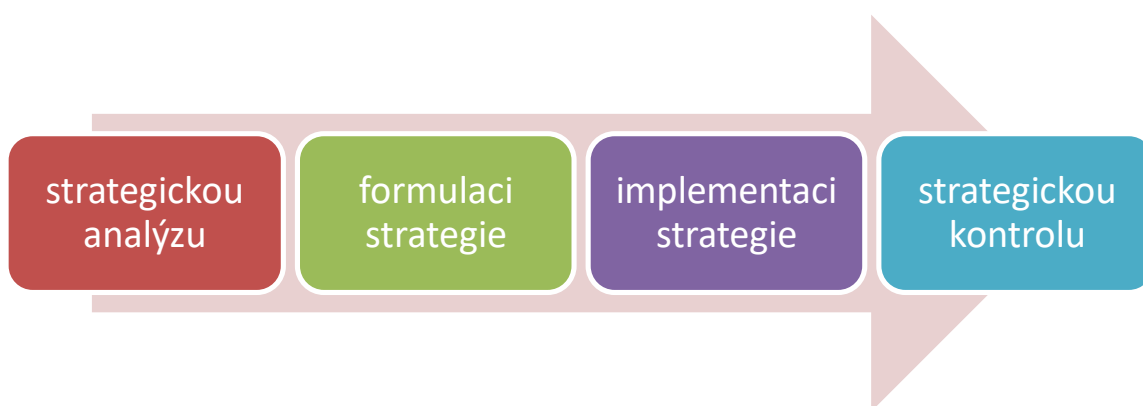 strategickou
analýzu
formulaci
strategie
implementaci
strategie
strategickou
kontrolu